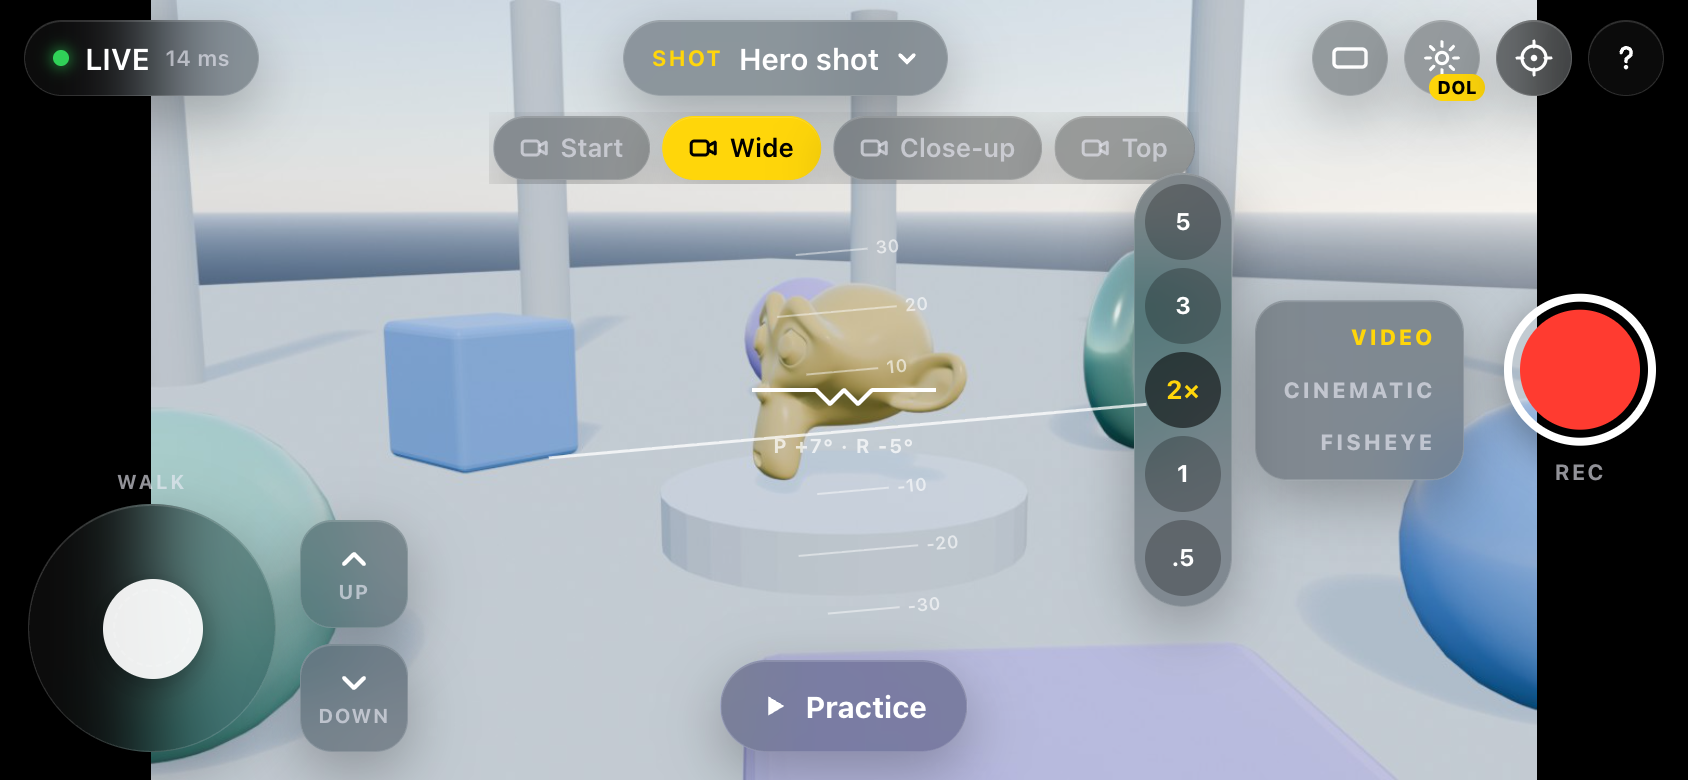 LIVE 14 ms
SHOT Hero shot
DOL
?
Start
Wide
Close-up
Top
5
3
2×
1
.5
30
20
10
P +7° · R -5°
-10
-20
-30
VIDEO
CINEMATIC
FISHEYE
REC
WALK
UP
DOWN
Practice